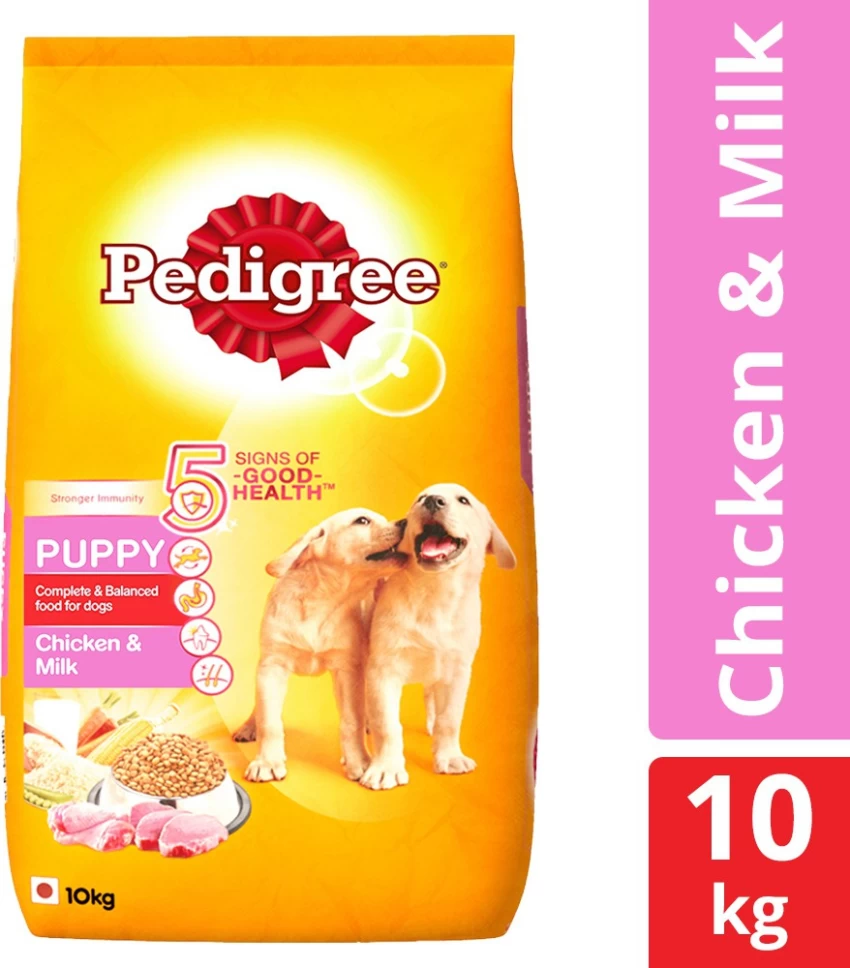 Pedigree®
5 SIGNS OF
-GOOD-
HEALTH™
Stronger Immunity
PUPPY
Complete & Balanced
food for dogs
Chicken &
Milk
10kg
Chicken & Milk
10
kg